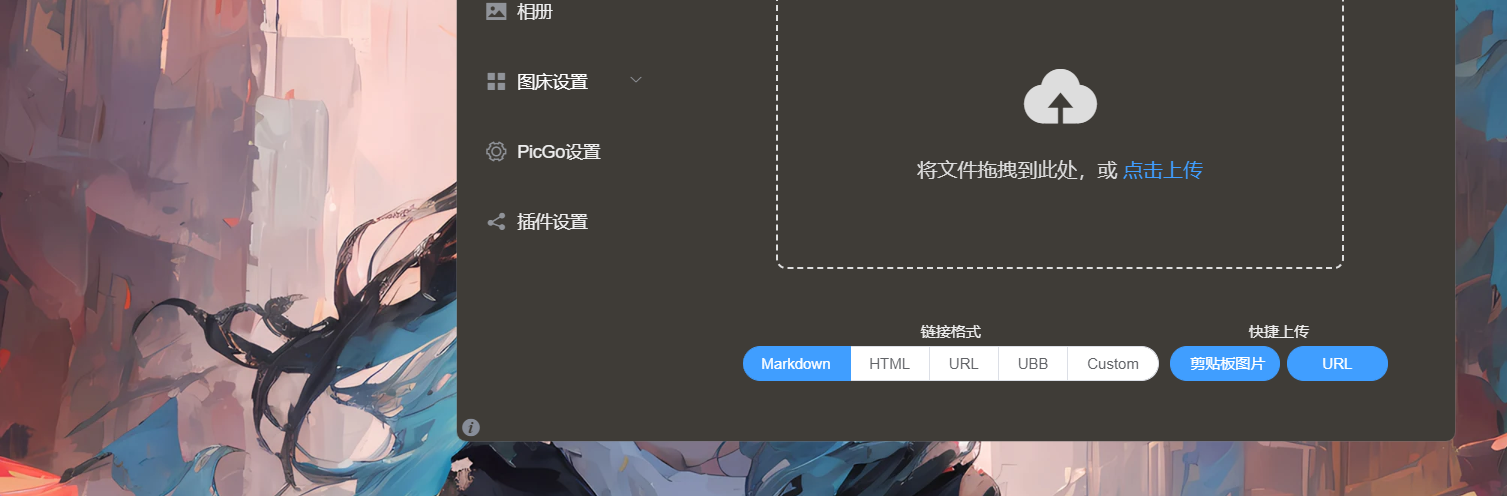 相册
图床设置
PicGo设置
插件设置
将文件拖拽到此处，或 点击上传
链接格式
快捷上传
Markdown HTML URL UBB Custom
剪贴板图片 URL